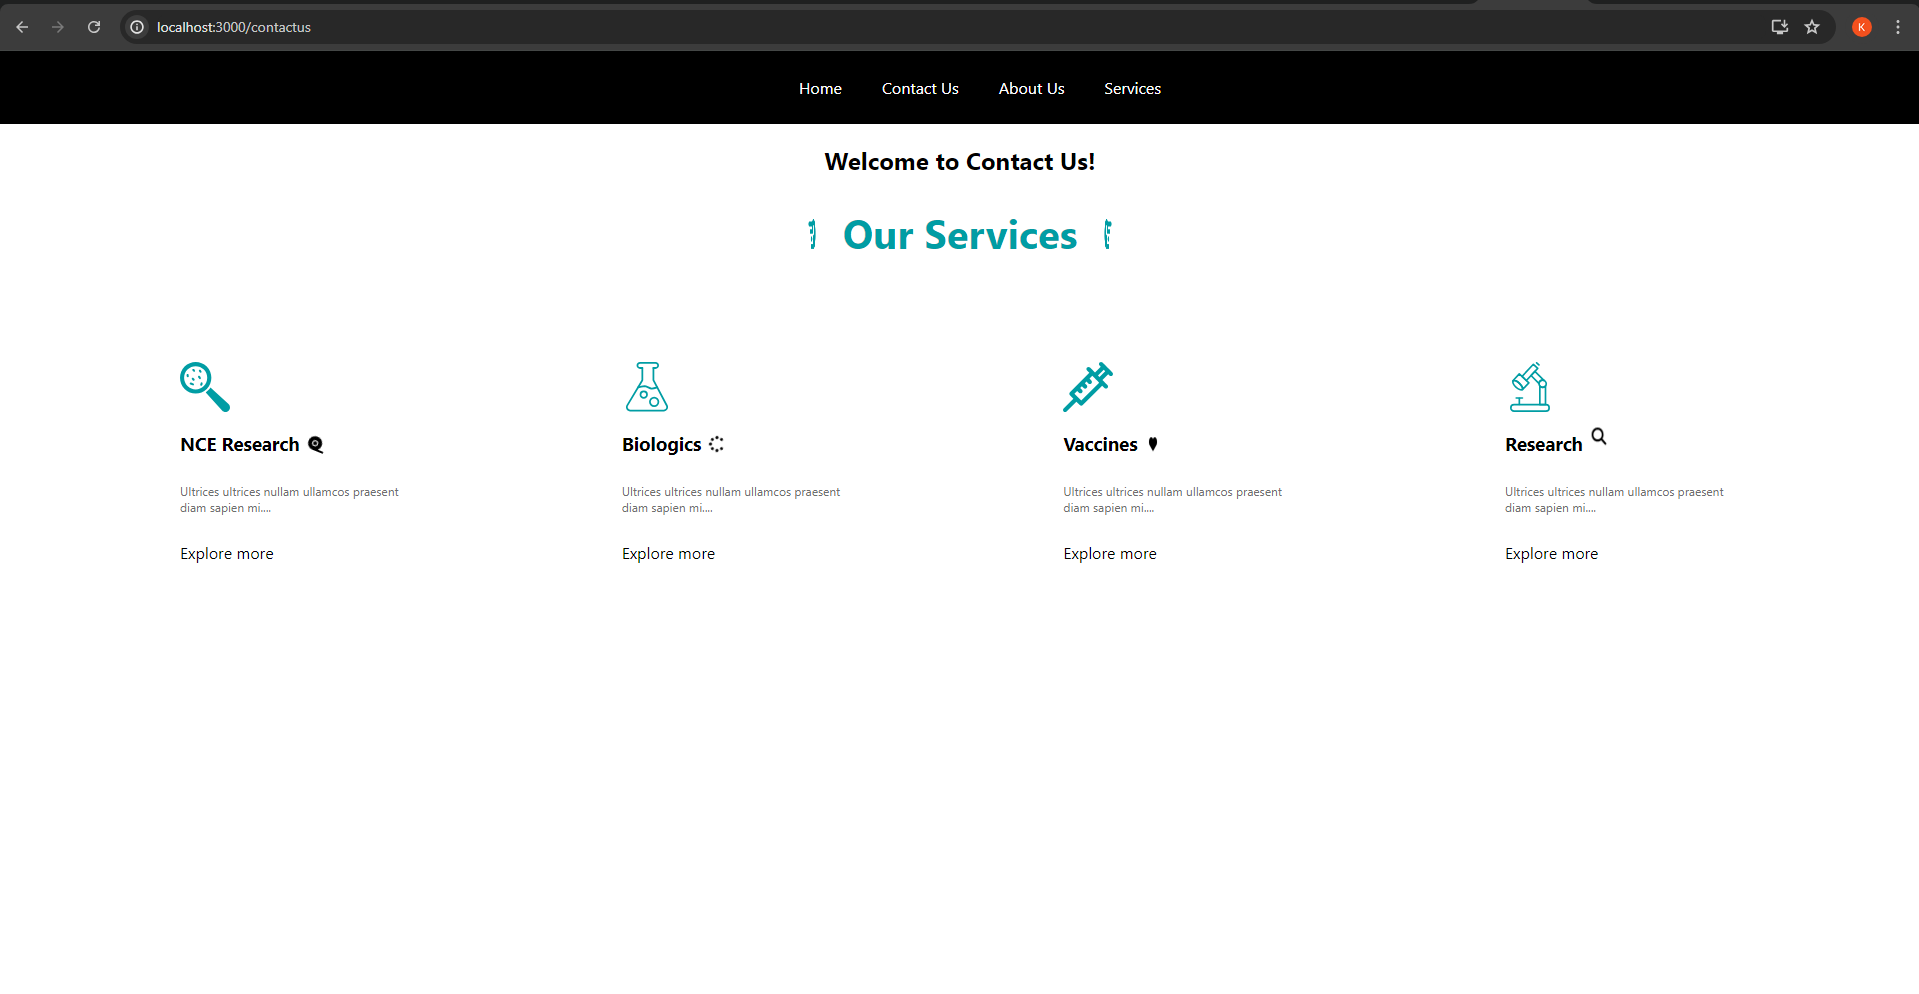 localhost:3000/contactus
K
Home Contact Us About Us Services
Welcome to Contact Us!
Our Services
NCE Research
Ultrices ultrices nullam ullamcos praesent
diam sapien mi....
Explore more
Biologics
Ultrices ultrices nullam ullamcos praesent
diam sapien mi....
Explore more
Vaccines
Ultrices ultrices nullam ullamcos praesent
diam sapien mi....
Explore more
Research
Ultrices ultrices nullam ullamcos praesent
diam sapien mi....
Explore more